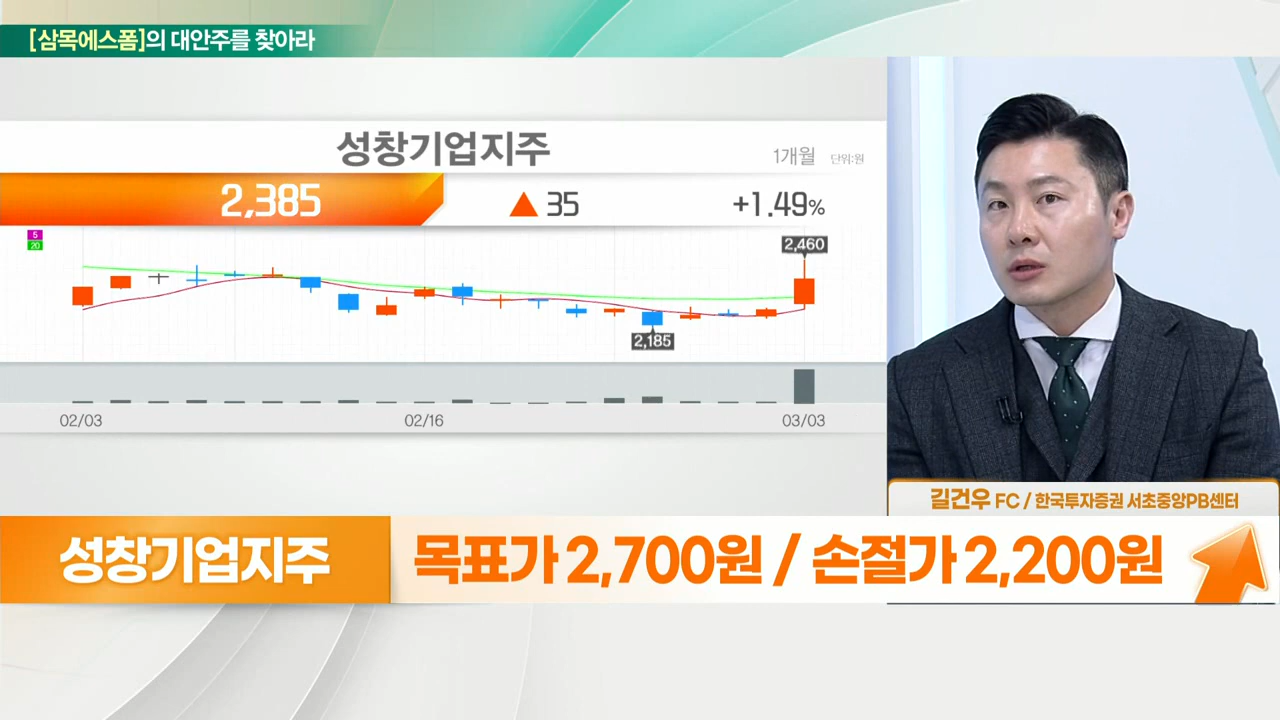 [삼목에스폼]의 대안주를 찾아라
성창기업지주
1개월 단위:원
2,385 ▲ 35 +1.49%
5
20
2,460
2,185
02/03 02/16 03/03
길건우 FC / 한국투자증권 서초중앙PB센터
성창기업지주 목표가 2,700원 / 손절가 2,200원